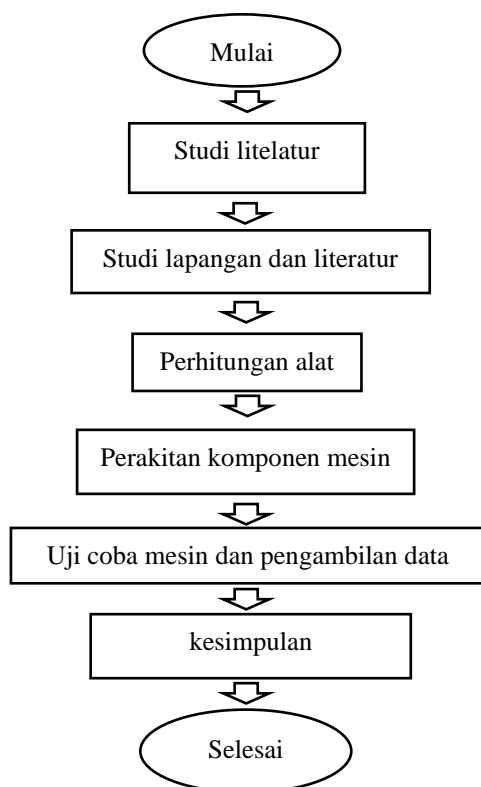 Mulai
Studi litelatur
Studi lapangan dan literatur
Perhitungan alat
Perakitan komponen mesin
Uji coba mesin dan pengambilan data
kesimpulan
Selesai